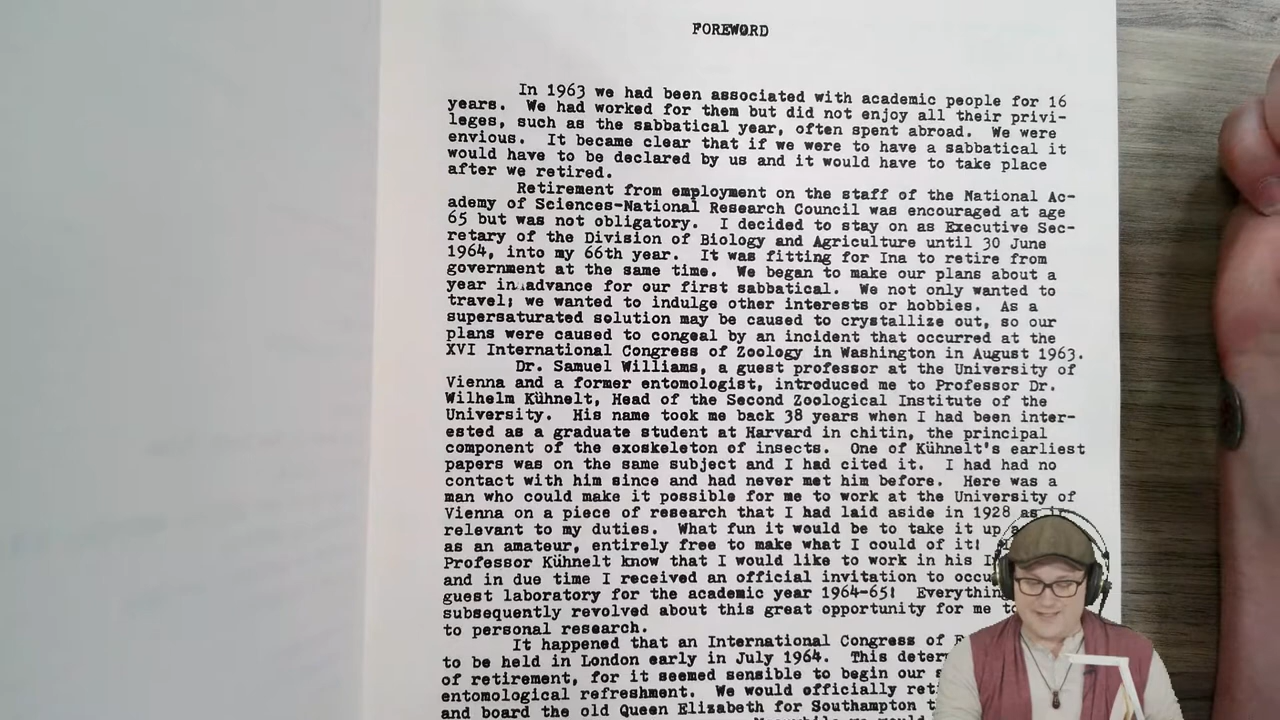 FOREWORD
In 1963 we had been associated with academic people for 16
years. We had worked for them but did not enjoy all their privi-
leges, such as the sabbatical year, often spent abroad. We were
envious. It became clear that if we were to have a sabbatical it
would have to be declared by us and it would have to take place
after we retired.
Retirement from employment on the staff of the National Ac-
ademy of Sciences-National Research Council was encouraged at age
65 but was not obligatory. I decided to stay on as Executive Sec-
retary of the Division of Biology and Agriculture until 30 June
1964, into my 66th year. It was fitting for Ina to retire from
government at the same time. We began to make our plans about a
year in advance for our first sabbatical. We not only wanted to
travel; we wanted to indulge other interests or hobbies. As a
supersaturated solution may be caused to crystallize out, so our
plans were caused to congeal by an incident that occurred at the
XVI International Congress of Zoology in Washington in August 1963.
Dr. Samuel Williams, a guest professor at the University of
Vienna and a former entomologist, introduced me to Professor Dr.
Wilhelm Kühnelt, Head of the Second Zoological Institute of the
University. His name took me back 38 years when I had been inter-
ested as a graduate student at Harvard in chitin, the principal
component of the exoskeleton of insects. One of Kühnelt's earliest
papers was on the same subject and I had cited it. I had had no
contact with him since and had never met him before. Here was a
man who could make it possible for me to work at the University of
Vienna on a piece of research that I had laid aside in 1928 as
relevant to my duties. What fun it would be to take it up
as an amateur, entirely free to make what I could of it!
Professor Kühnelt know that I would like to work in his
and in due time I received an official invitation to
guest laboratory for the academic year 1964-65! Everything
subsequently revolved about this great opportunity for me
to personal research.
It happened that an International Congress of
to be held in London early in July 1964. This
of retirement, for it seemed sensible to begin our
entomological refreshment. We would officially
and board the old Queen Elizabeth for Southampton